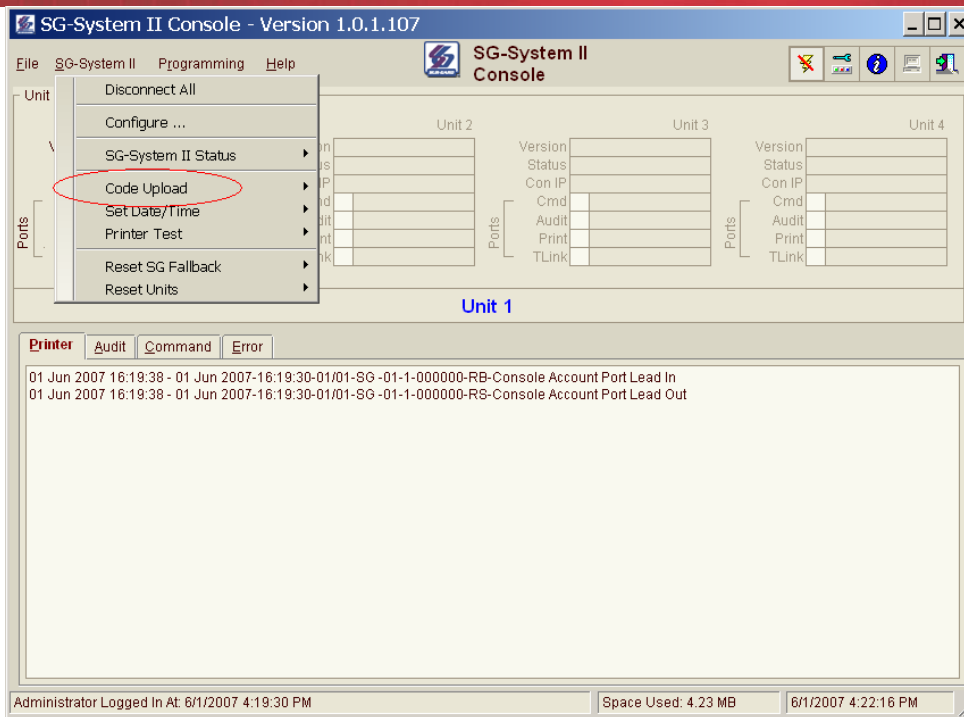 SG-System II Console - Version 1.0.1.107
File SG-System II Programming Help
SG-System II
Console
Unit
Disconnect All
Configure ...
SG-System II Status
Code Upload
Set Date/Time
Printer Test
Reset SG Fallback
Reset Units
Ports
Unit 2
Version
Status
Con IP
Ports
Cmd
Audit
Print
TLink
Unit 3
Version
Status
Con IP
Ports
Cmd
Audit
Print
TLink
Unit 4
Unit 1
Printer Audit Command Error
01 Jun 2007 16:19:38 - 01 Jun 2007-16:19:30-01/01-SG -01-1-000000-RB-Console Account Port Lead In
01 Jun 2007 16:19:38 - 01 Jun 2007-16:19:30-01/01-SG -01-1-000000-RS-Console Account Port Lead Out
Administrator Logged In At: 6/1/2007 4:19:30 PM
Space Used: 4.23 MB
6/1/2007 4:22:16 PM